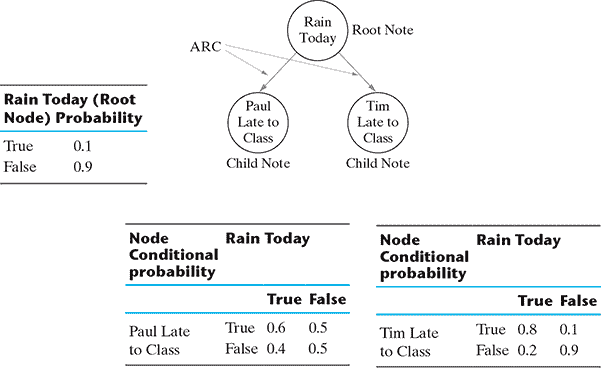 Rain
Today
Root Note
ARC
Paul
Late to
Class
Tim
Late to
Class
Child Note
Child Note
Rain Today (Root
Node) Probability
True 0.1
False 0.9
Node Rain Today
Conditional
probability
True False
Paul Late True 0.6 0.5
to Class False 0.4 0.5
Node Rain Today
Conditional
probability
True False
Tim Late True 0.8 0.1
to Class False 0.2 0.9